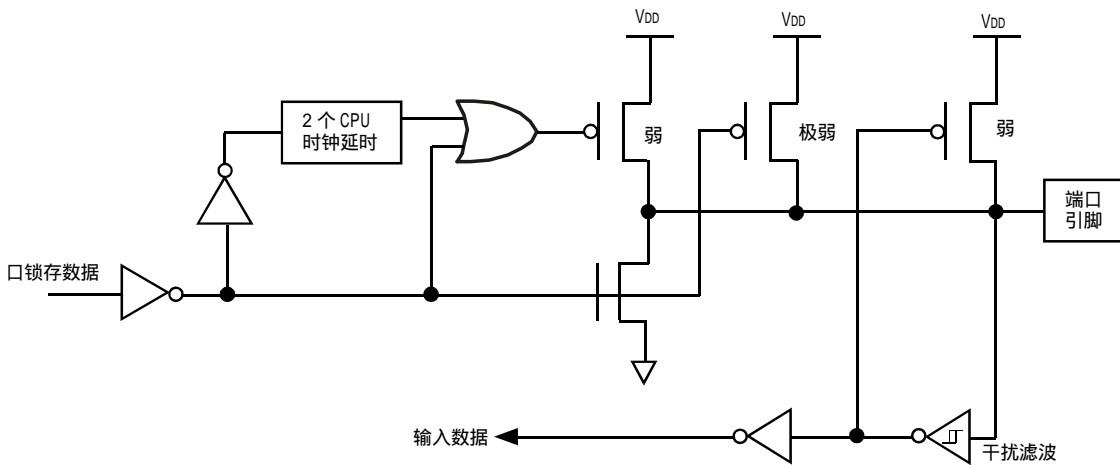 VDD
VDD
VDD
2 个 CPU
时钟延时
弱
极弱
弱
端口
引脚
口锁存数据
输入数据
干扰滤波